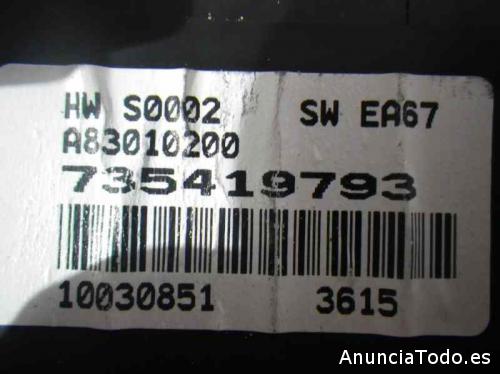 HW S0002 SW EA67
A83010200
735419793
10030851 3615
AnunciaTodo.es